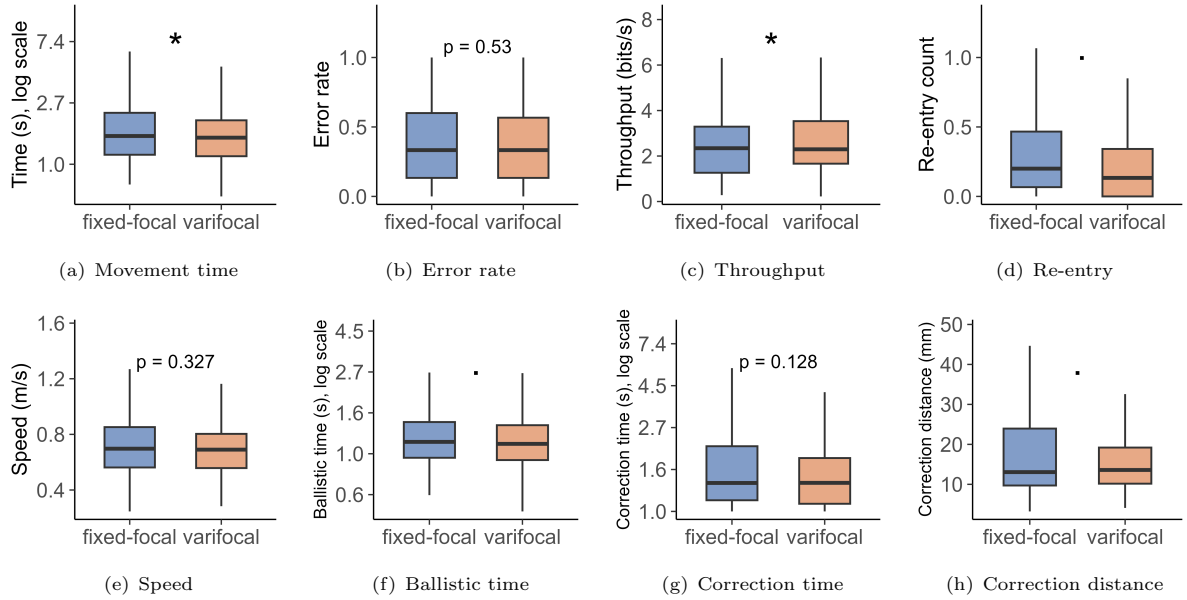 Time (s), log scale
7.4
2.7
1.0
*
fixed-focal varifocal
(a) Movement time
Error rate
1.0
0.5
0.0
p = 0.53
fixed-focal varifocal
(b) Error rate
Throughput (bits/s)
8
6
4
2
0
*
fixed-focal varifocal
(c) Throughput
Re-entry count
1.0
0.5
0.0
.
fixed-focal varifocal
(d) Re-entry
Speed (m/s)
1.6
1.2
0.8
0.4
p = 0.327
fixed-focal varifocal
(e) Speed
Ballistic time (s), log scale
4.5
2.7
1.6
1.0
0.6
.
fixed-focal varifocal
(f) Ballistic time
Correction time (s), log scale
7.4
4.5
2.7
1.6
1.0
p = 0.128
fixed-focal varifocal
(g) Correction time
Correction distance (mm)
50
40
30
20
10
.
fixed-focal varifocal
(h) Correction distance